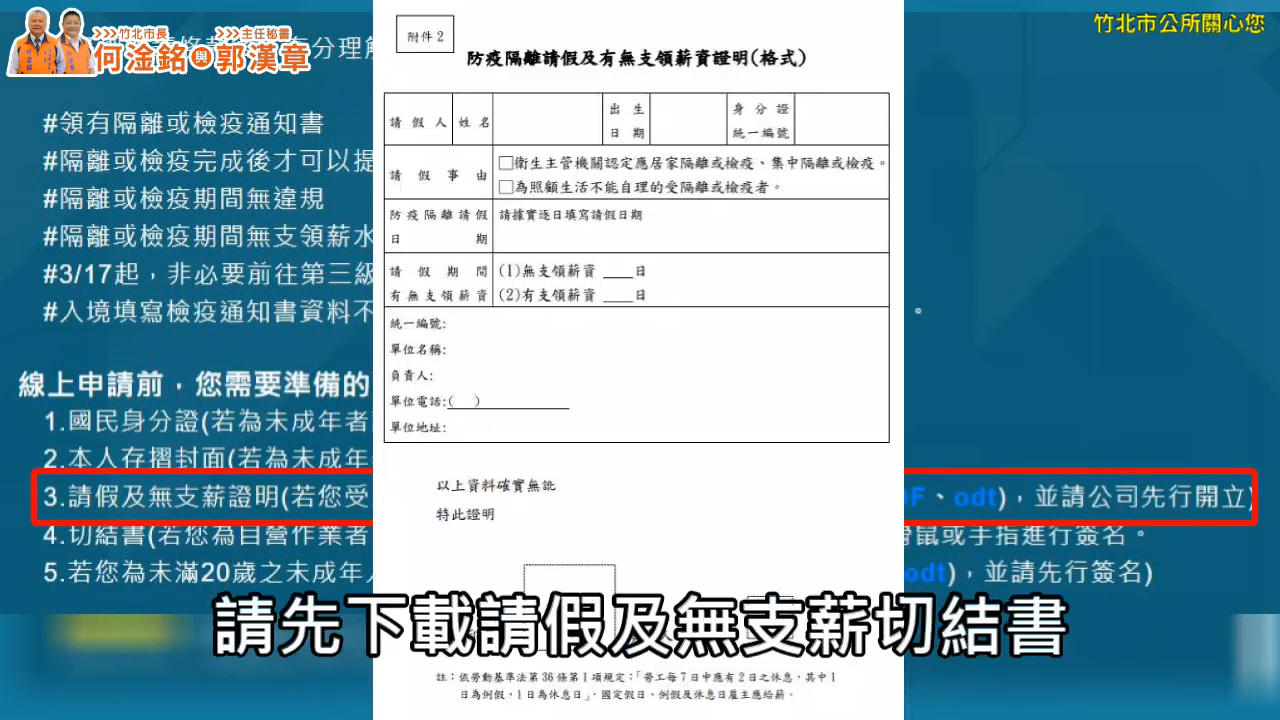 >>>竹北市長 >>>主任秘書
何淦銘與郭漢章
竹北市公所關心您
#領有隔離或檢疫通知書
#隔離或檢疫完成後才可以提
#隔離或檢疫期間無違規
#隔離或檢疫期間無支領薪水
#3/17起，非必要前往第三級
#入境填寫檢疫通知書資料不
。
線上申請前，您需要準備的
1.國民身分證(若為未成年者
2.本人存摺封面(若為未成年
3.請假及無支薪證明(若您受
、odt)，並請公司先行開立)
4.切結書(若您為自營作業者
鼠或手指進行簽名。
5.若您為未滿20歲之未成年人
odt)，並請先行簽名)
附件2
防疫隔離請假及有無支領薪資證明(格式)
請假人 姓名 出生日期 身分證統一編號
請假事由
□衛生主管機關認定應居家隔離或檢疫、集中隔離或檢疫。
□為照顧生活不能自理的受隔離或檢疫者。
防疫隔離請假日期 請據實逐日填寫請假日期
請假期間有無支領薪資
(1)無支領薪資 ___日
(2)有支領薪資 ___日
統一編號:
單位名稱:
負責人:
單位電話:( )
單位地址:
以上資料確實無訛
特此證明
請先下載請假及無支薪切結書
註：依勞動基準法第36條第1項規定：「勞工每7日中應有2日之休息，其中1
日為例假，1日為休息日」，國定假日、例假及休息日雇主應給薪。